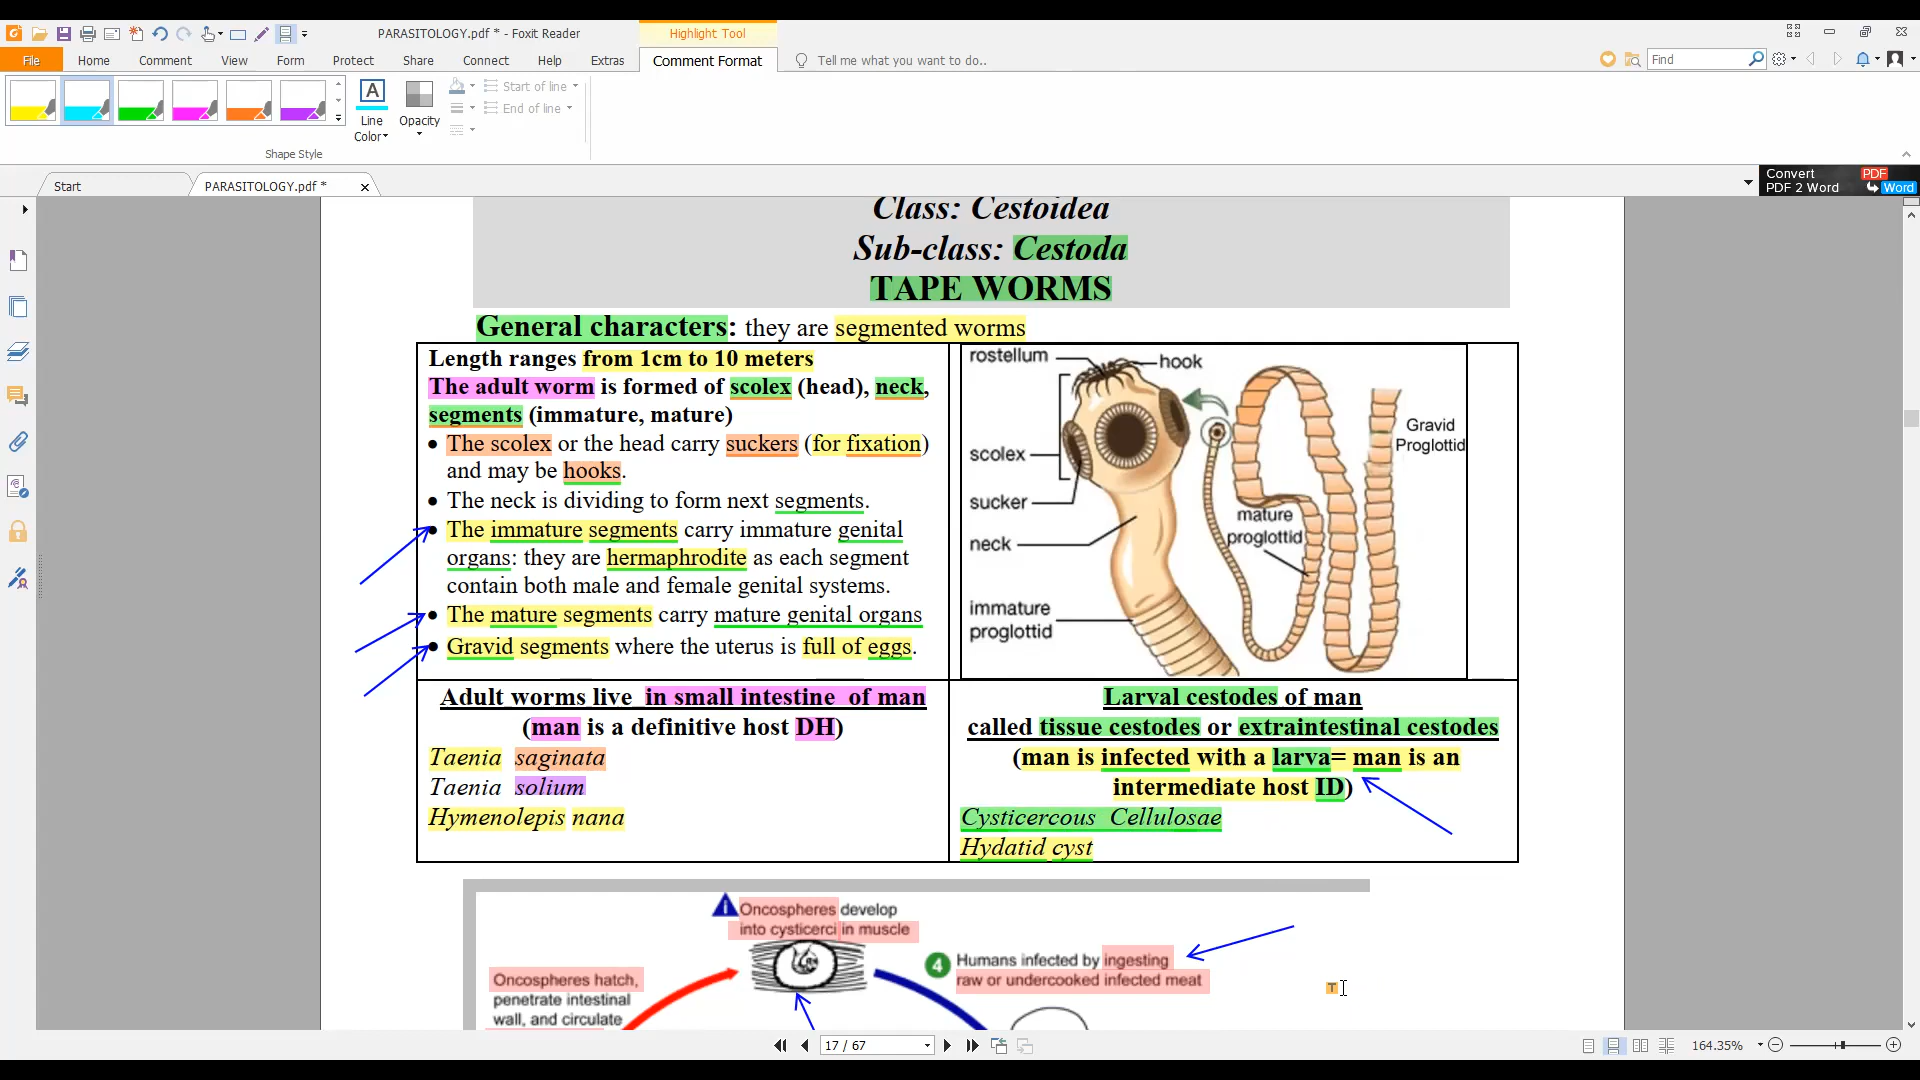 PARASITOLOGY.pdf * - Foxit Reader
Highlight Tool
File
Home
Comment
View
Form
Protect
Share
Connect
Help
Extras
Comment Format
Tell me what you want to do..
Find
Line
Color
Opacity
Start of line
End of line
Shape Style
Start
PARASITOLOGY.pdf *
Convert PDF
PDF 2 Word Word
Class: Cestoidea
Sub-class: Cestoda
TAPE WORMS
General characters: they are segmented worms
Length ranges from 1cm to 10 meters
The adult worm is formed of scolex (head), neck,
segments (immature, mature)
• The scolex or the head carry suckers (for fixation)
and may be hooks.
• The neck is dividing to form next segments.
• The immature segments carry immature genital
organs: they are hermaphrodite as each segment
contain both male and female genital systems.
• The mature segments carry mature genital organs
• Gravid segments where the uterus is full of eggs.
rostellum
hook
scolex
sucker
neck
immature
proglottid
mature
proglottid
Gravid
Proglottid
Adult worms live in small intestine of man
(man is a definitive host DH)
Taenia saginata
Taenia solium
Hymenolepis nana
Larval cestodes of man
called tissue cestodes or extraintestinal cestodes
(man is infected with a larva= man is an
intermediate host ID)
Cysticercous Cellulosae
Hydatid cyst
i Oncospheres develop
into cysticerci in muscle
4 Humans infected by ingesting
raw or undercooked infected meat
Oncospheres hatch,
penetrate intestinal
wall, and circulate
17 / 67
164.35%